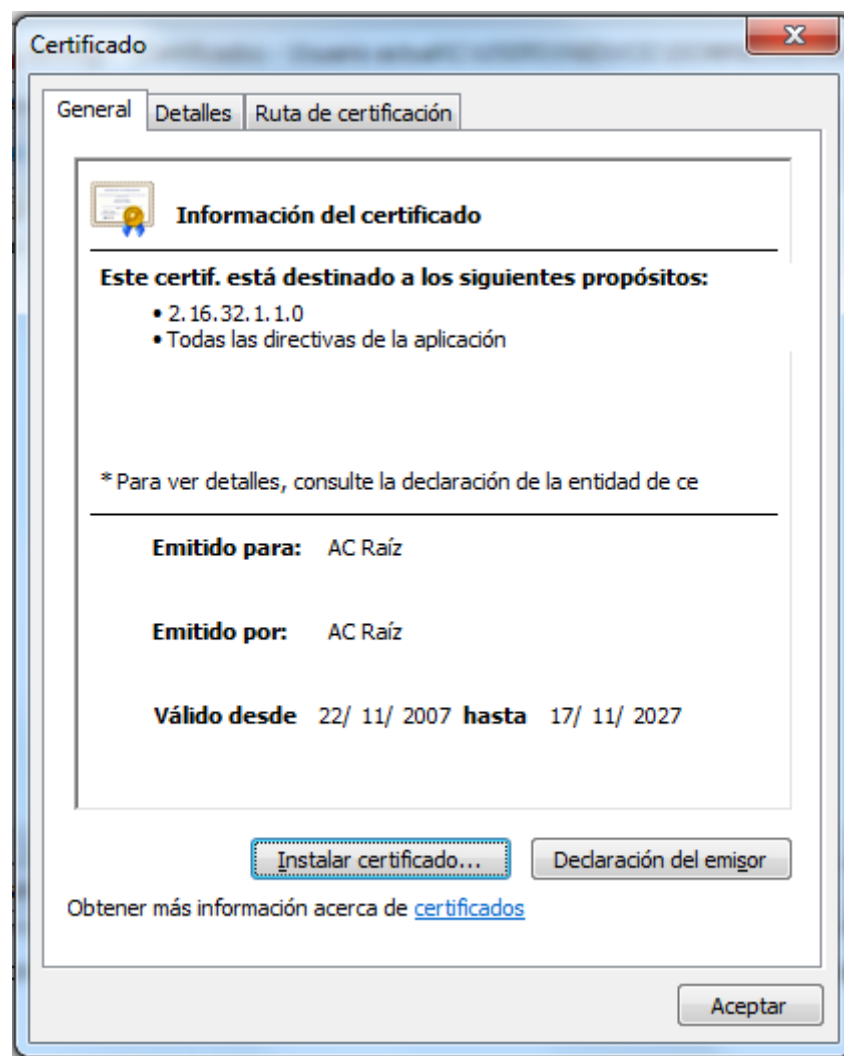 Certificado
General Detalles Ruta de certificación
Información del certificado
Este certif. está destinado a los siguientes propósitos:
• 2.16.32.1.1.0
• Todas las directivas de la aplicación
* Para ver detalles, consulte la declaración de la entidad de ce
Emitido para: AC Raíz
Emitido por: AC Raíz
Válido desde 22/ 11/ 2007 hasta 17/ 11/ 2027
Instalar certificado... Declaración del emisor
Obtener más información acerca de certificados
Aceptar